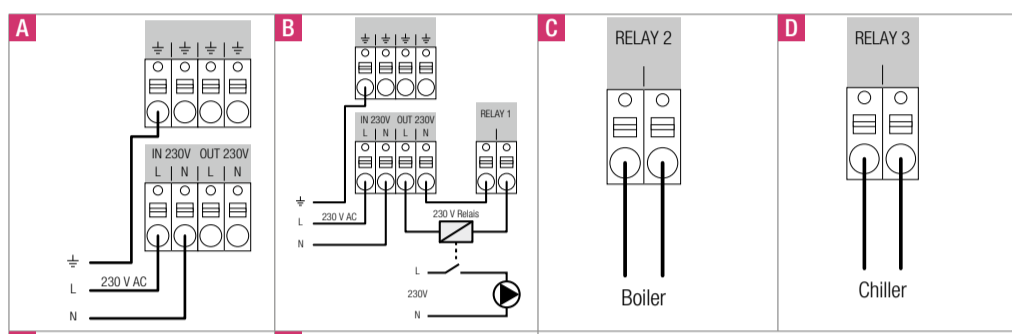 A
IN 230V OUT 230V
L N L N
230 V AC
L
N
B
IN 230V OUT 230V
L N L N
RELAY 1
L
230 V AC
N
230 V Relais
L
230V
N
C
RELAY 2
Boiler
D
RELAY 3
Chiller